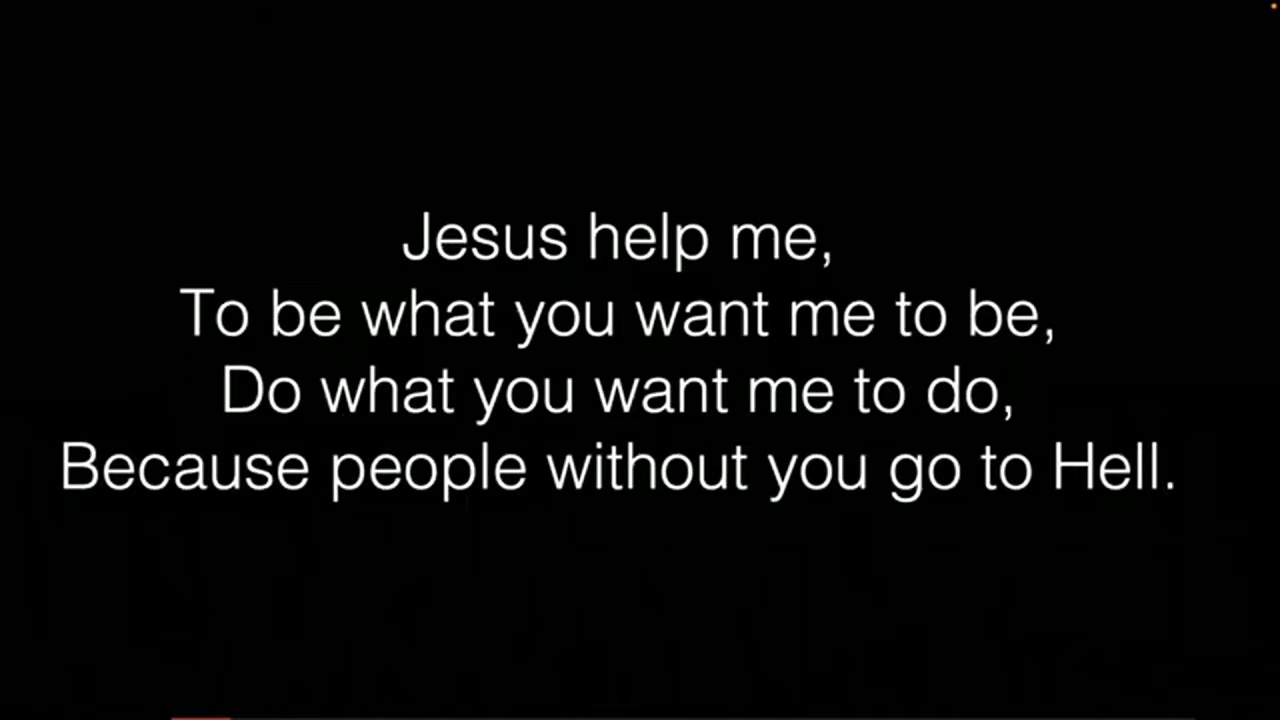 Jesus help me,
To be what you want me to be,
Do what you want me to do,
Because people without you go to Hell.